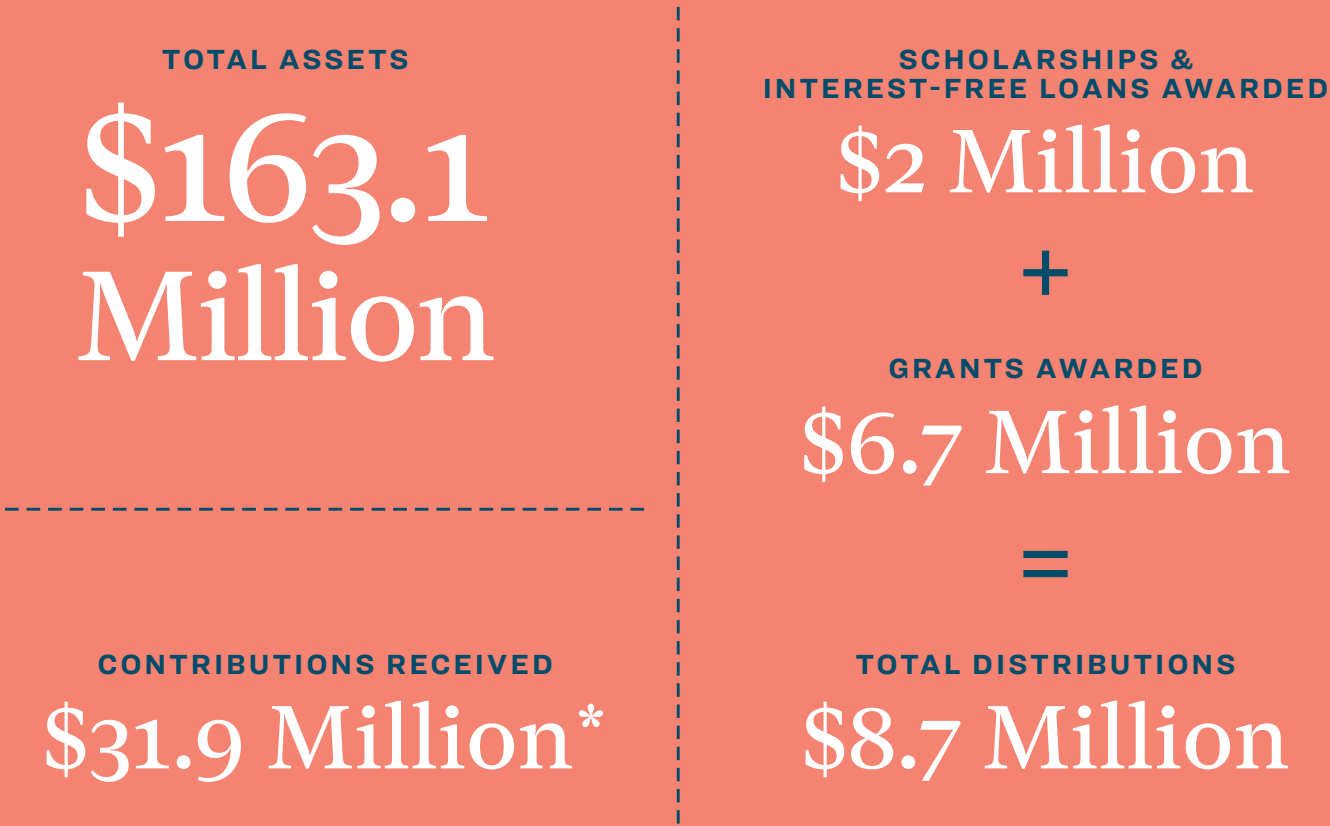 TOTAL ASSETS
$163.1
Million
CONTRIBUTIONS RECEIVED
$31.9 Million*
SCHOLARSHIPS &
INTEREST-FREE LOANS AWARDED
$2 Million
+
GRANTS AWARDED
$6.7 Million
=
TOTAL DISTRIBUTIONS
$8.7 Million